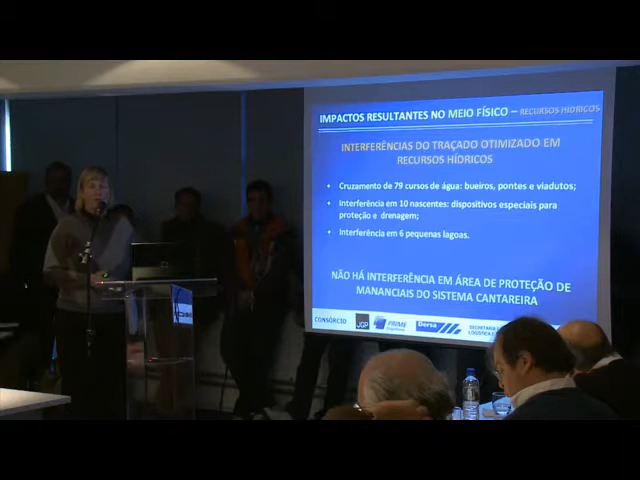 IMPACTOS RESULTANTES NO MEIO FÍSICO – RECURSOS HÍDRICOS
INTERFERÊNCIAS DO TRAÇADO OTIMIZADO EM
RECURSOS HÍDRICOS
• Cruzamento de 79 cursos de água: bueiros, pontes e viadutos;
• Interferência em 10 nascentes: dispositivos especiais para
proteção e drenagem;
• Interferência em 6 pequenas lagoas.
NÃO HÁ INTERFERÊNCIA EM ÁREA DE PROTEÇÃO DE
MANANCIAIS DO SISTEMA CANTAREIRA
CONSÓRCIO JGP PRIME Dersa SECRETARIA
LOGÍSTICA